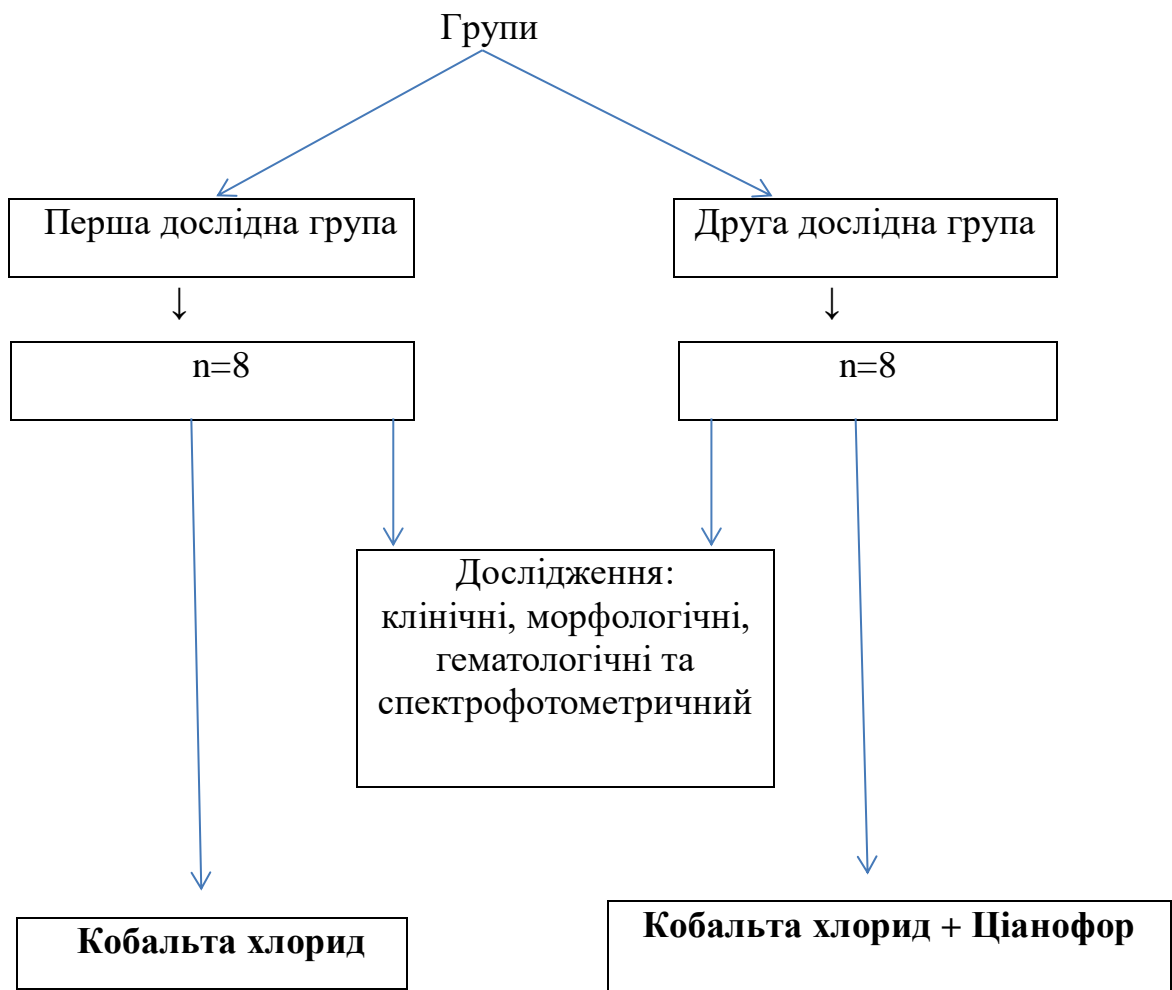 Групи
Перша дослідна група
Друга дослідна група
↓
↓
n=8
n=8
Дослідження:
клінічні, морфологічні,
гематологічні та
спектрофотометричний
Кобальта хлорид
Кобальта хлорид + Ціанофор